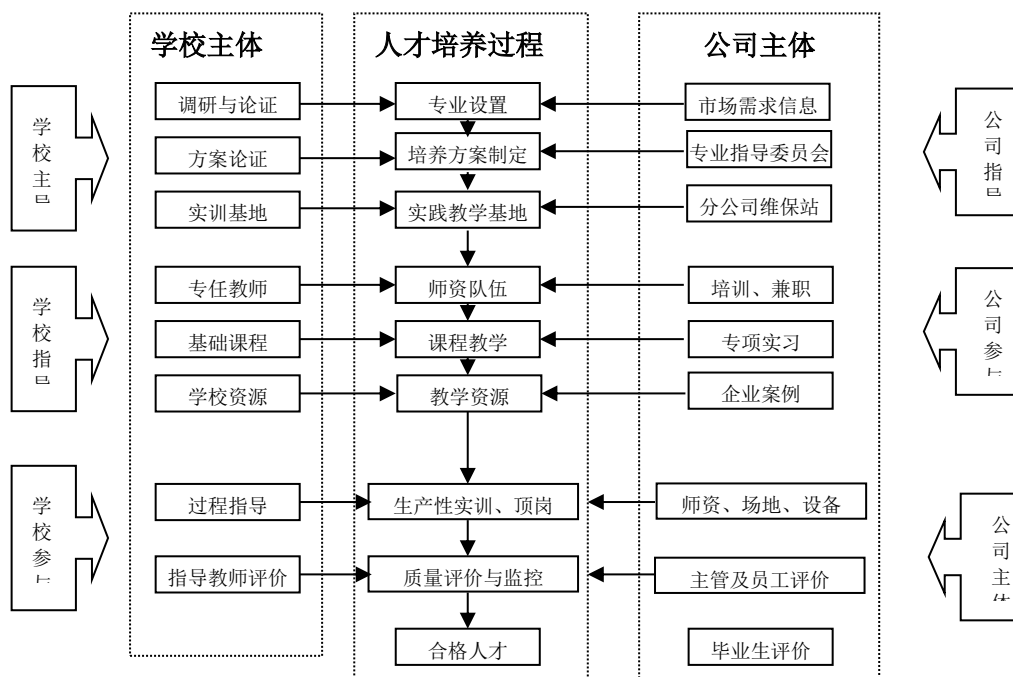 学校主体
人才培养过程
公司主体
学
校
主
调研与论证
专业设置
市场需求信息
方案论证
培养方案制定
专业指导委员会
实训基地
实践教学基地
分公司维保站
公
司
指
学
校
指
专任教师
师资队伍
培训、兼职
基础课程
课程教学
专项实习
学校资源
教学资源
企业案例
公
司
参
学
校
参
过程指导
生产性实训、顶岗
师资、场地、设备
指导教师评价
质量评价与监控
主管及员工评价
合格人才
毕业生评价
公
司
主